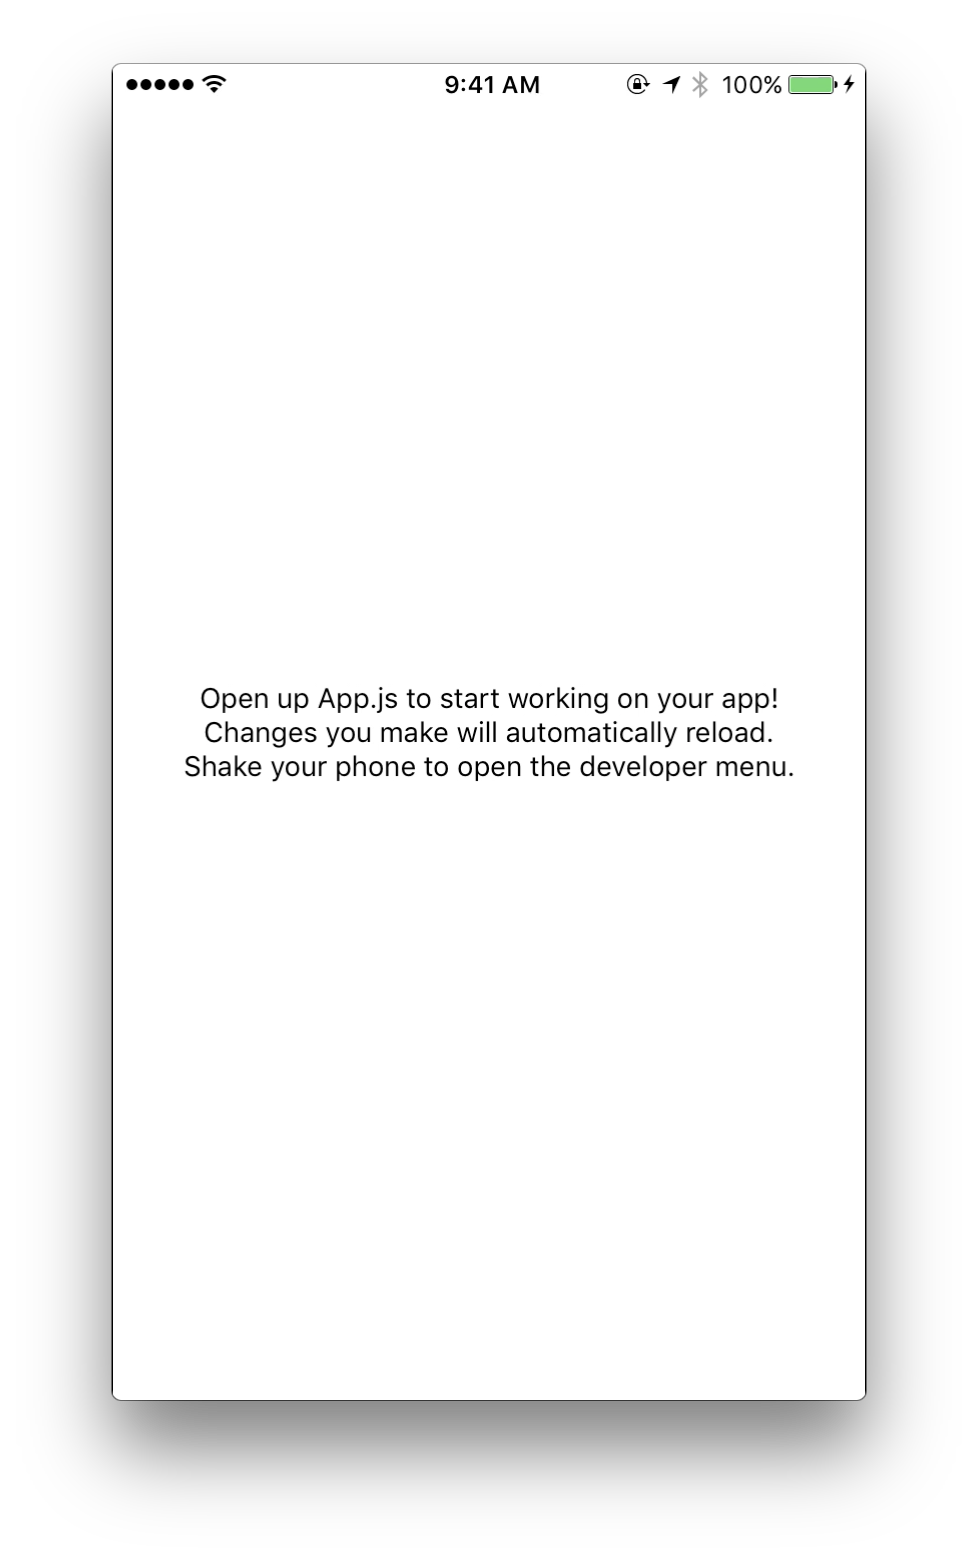 9:41 AM 100%
Open up App.js to start working on your app!
Changes you make will automatically reload.
Shake your phone to open the developer menu.